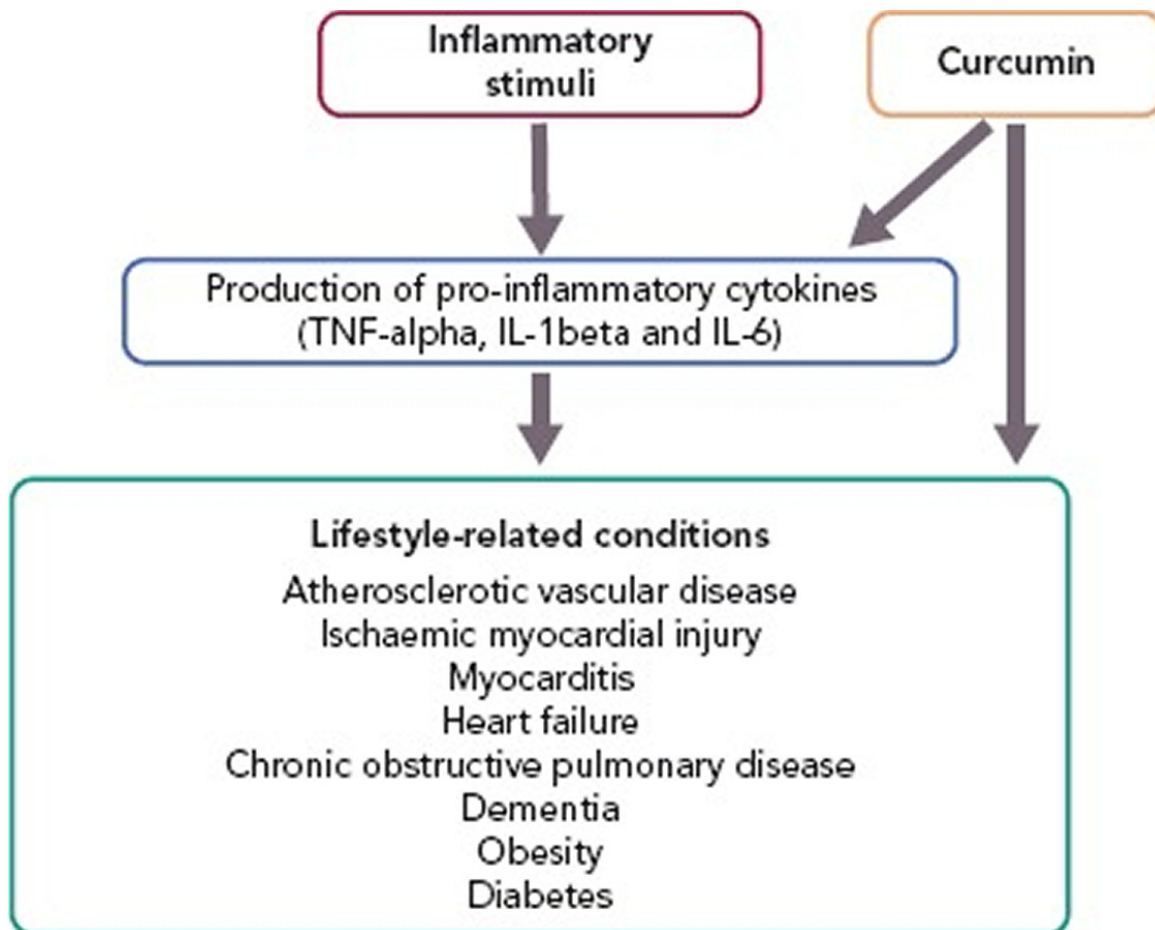 Inflammatory
stimuli
Curcumin
Production of pro-inflammatory cytokines
(TNF-alpha, IL-1beta and IL-6)
Lifestyle-related conditions
Atherosclerotic vascular disease
Ischaemic myocardial injury
Myocarditis
Heart failure
Chronic obstructive pulmonary disease
Dementia
Obesity
Diabetes